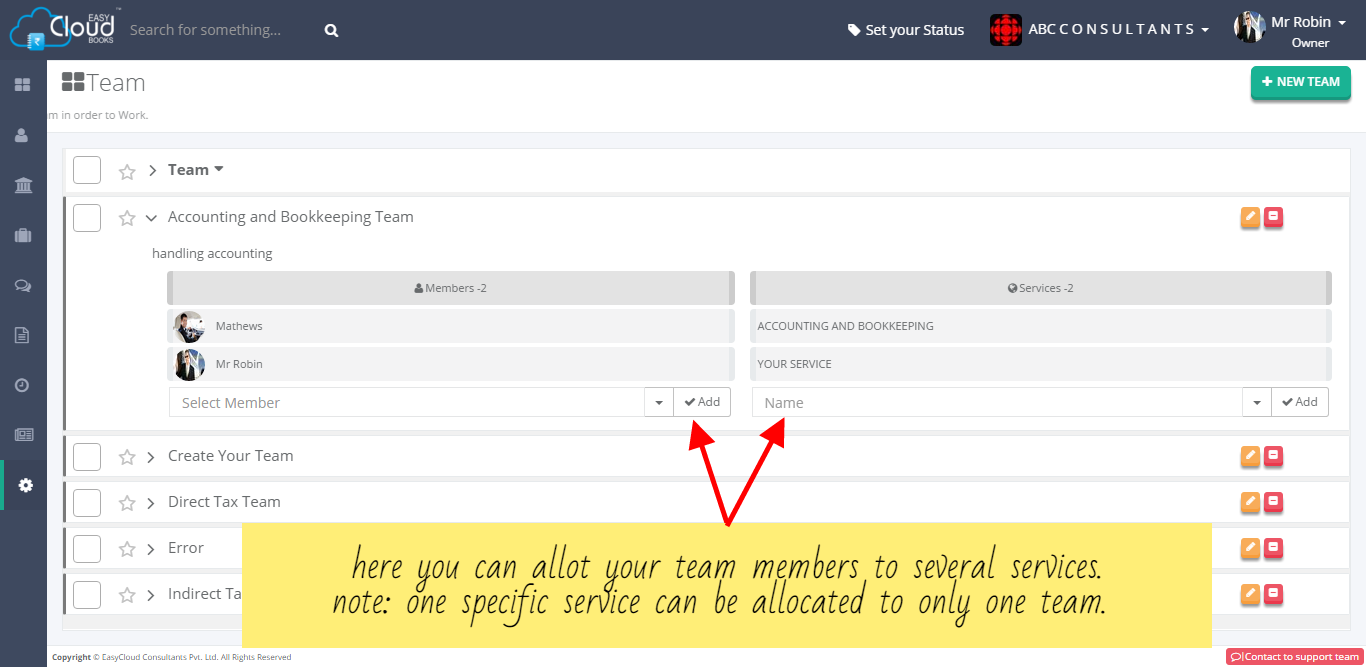 EASY
Cloud
BOOKS
™
Search for something...
Set your Status
ABCCONSULTANTS
Mr Robin
Owner
Team
+ NEW TEAM
m in order to Work.
Team
Accounting and Bookkeeping Team
handling accounting
Members -2
Services -2
Mathews
ACCOUNTING AND BOOKKEEPING
Mr Robin
YOUR SERVICE
Select Member
Add
Name
Add
Create Your Team
Direct Tax Team
Error
Indirect Ta
here you can allot your team members to several services.
note: one specific service can be allocated to only one team.
Copyright © EasyCloud Consultants Pvt. Ltd. All Rights Reserved
Contact to support team